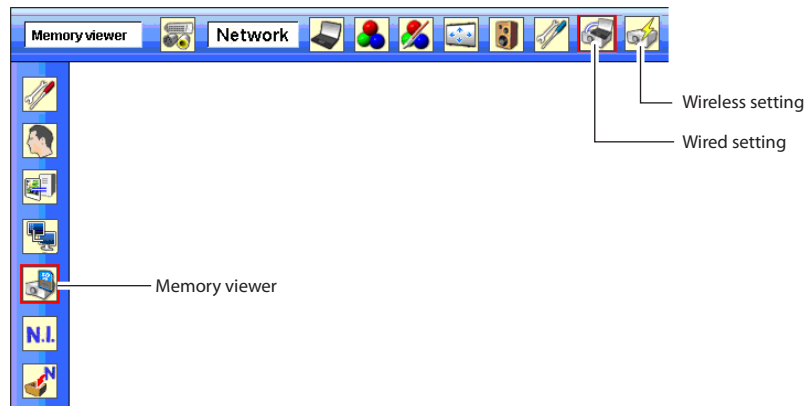 Memory viewer
Network
Wireless setting
Wired setting
Memory viewer
N.I.
N